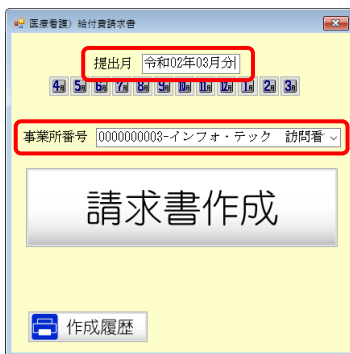 医療看護）給付費請求書
提出月 令和02年03月分
4月 5月 6月 7月 8月 9月 10月 11月 12月 1月 2月 3月
事業所番号 0000000003-インフォ・テック 訪問看
請求書作成
作成履歴